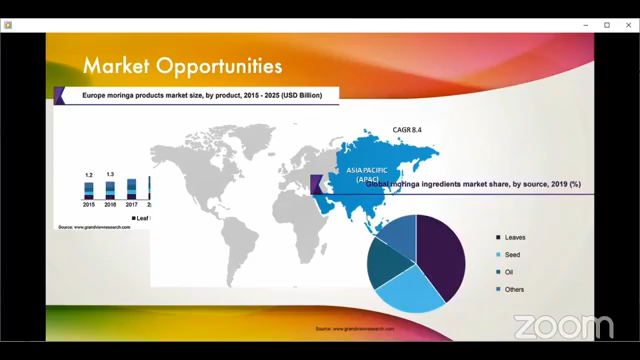 Market Opportunities
Europe moringa products market size, by product, 2015 - 2025 (USD Billion)
CAGR 8.4
ASIA PACIFIC
(APAC)
Global moringa ingredients market share, by source, 2019 (%)
1.2 1.3
2015 2016 2017
Leaf
Source: www.grandviewresearch.com
Leaves
Seed
Oil
Others
Source: www.grandviewresearch.com
zoom